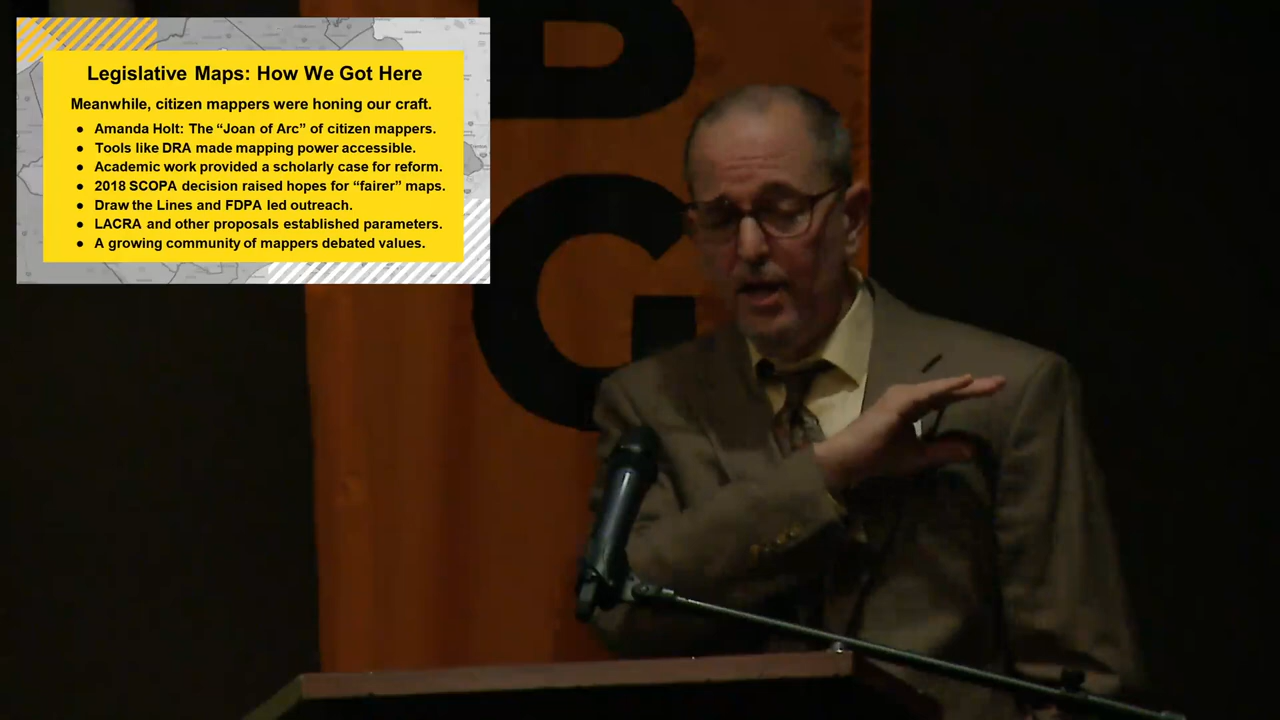 Legislative Maps: How We Got Here
Meanwhile, citizen mappers were honing our craft.
● Amanda Holt: The “Joan of Arc” of citizen mappers.
● Tools like DRA made mapping power accessible.
● Academic work provided a scholarly case for reform.
● 2018 SCOPA decision raised hopes for “fairer” maps.
● Draw the Lines and FDPA led outreach.
● LACRA and other proposals established parameters.
● A growing community of mappers debated values.
G